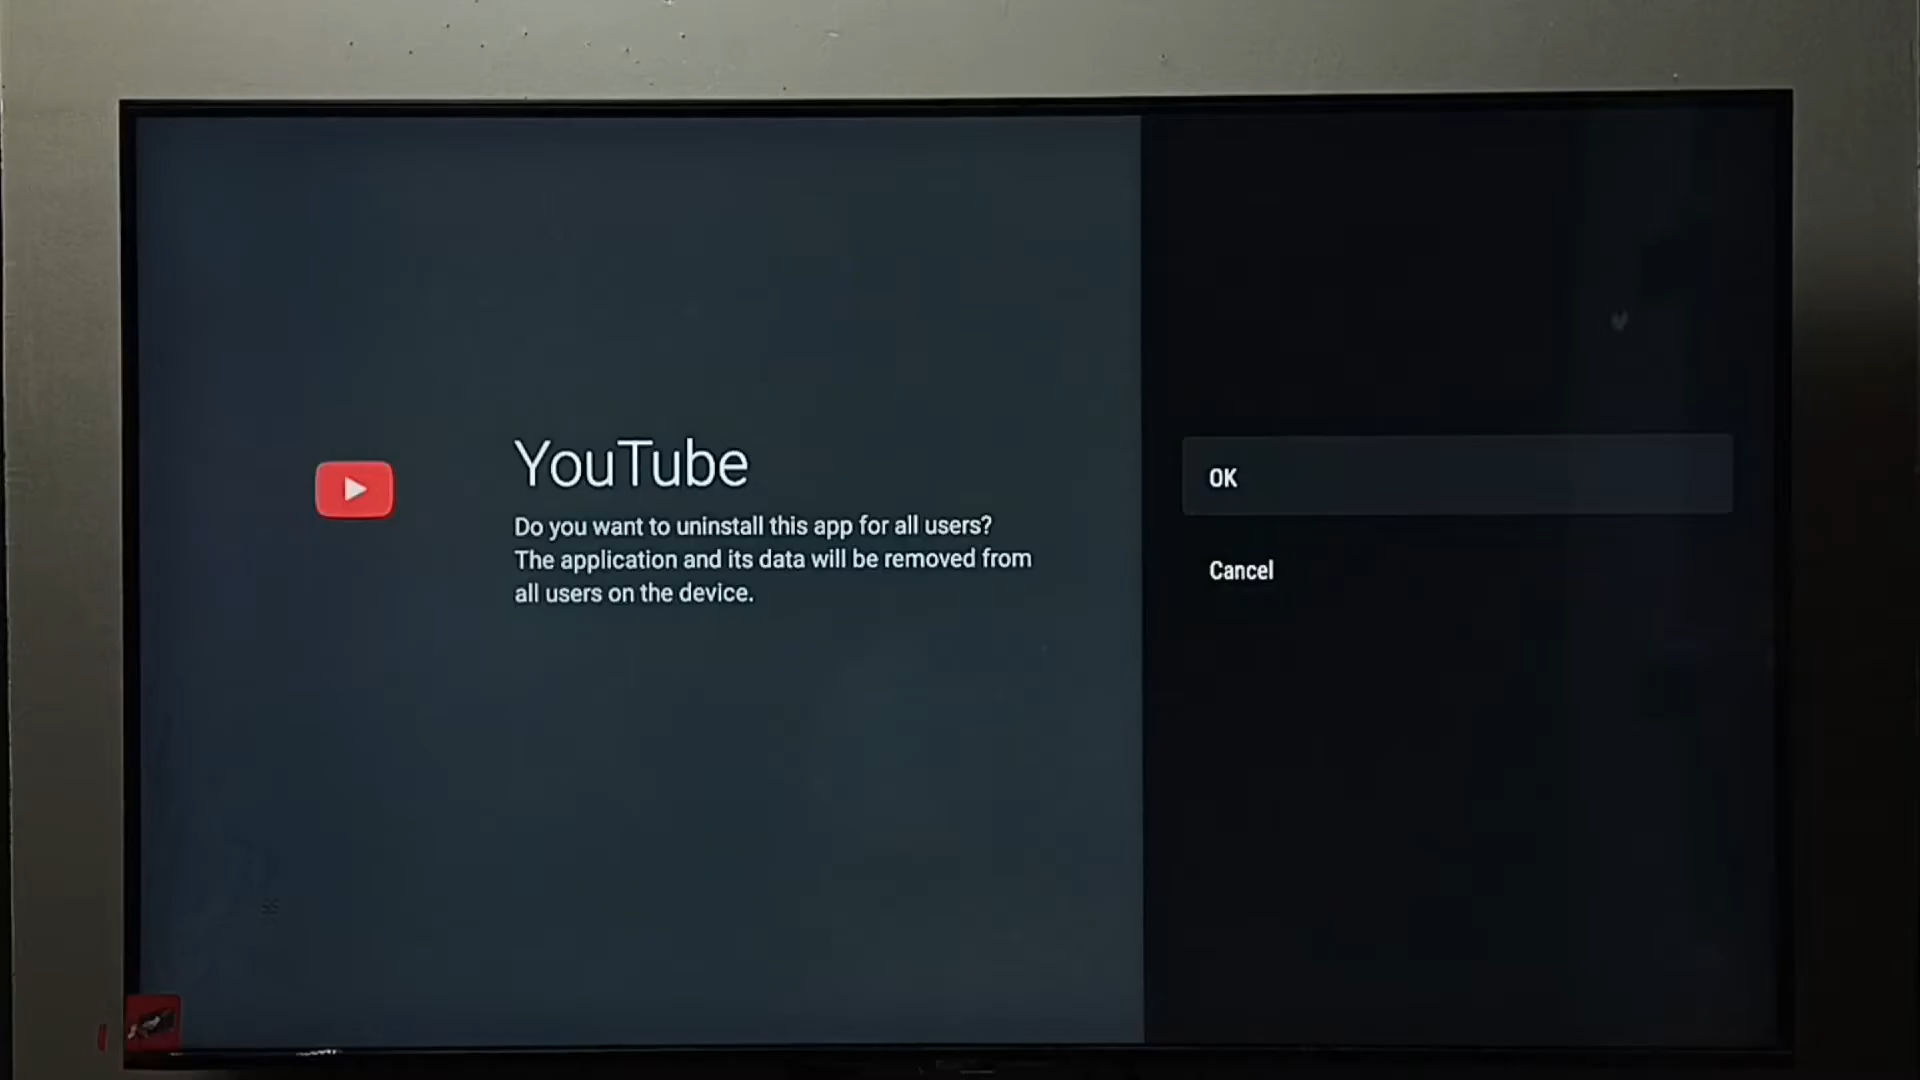 YouTube
Do you want to uninstall this app for all users?
The application and its data will be removed from
all users on the device.
OK
Cancel